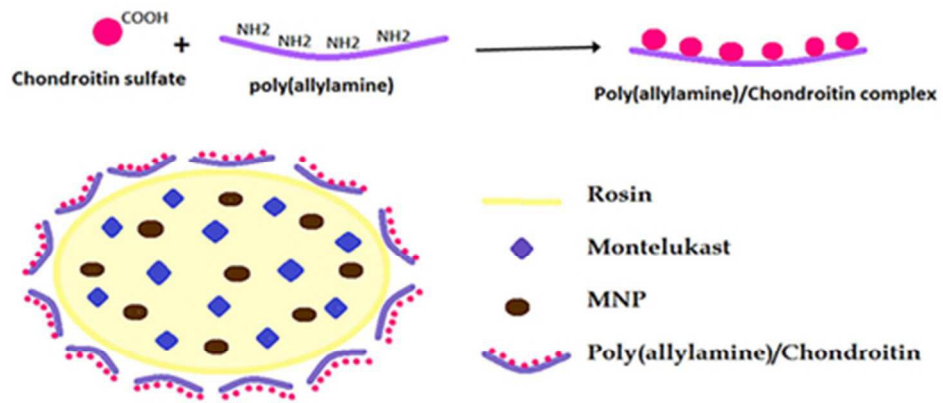 COOH
+
NH2 NH2 NH2 NH2
Chondroitin sulfate
poly(allylamine)
Poly(allylamine)/Chondroitin complex
Rosin
Montelukast
MNP
Poly(allylamine)/Chondroitin